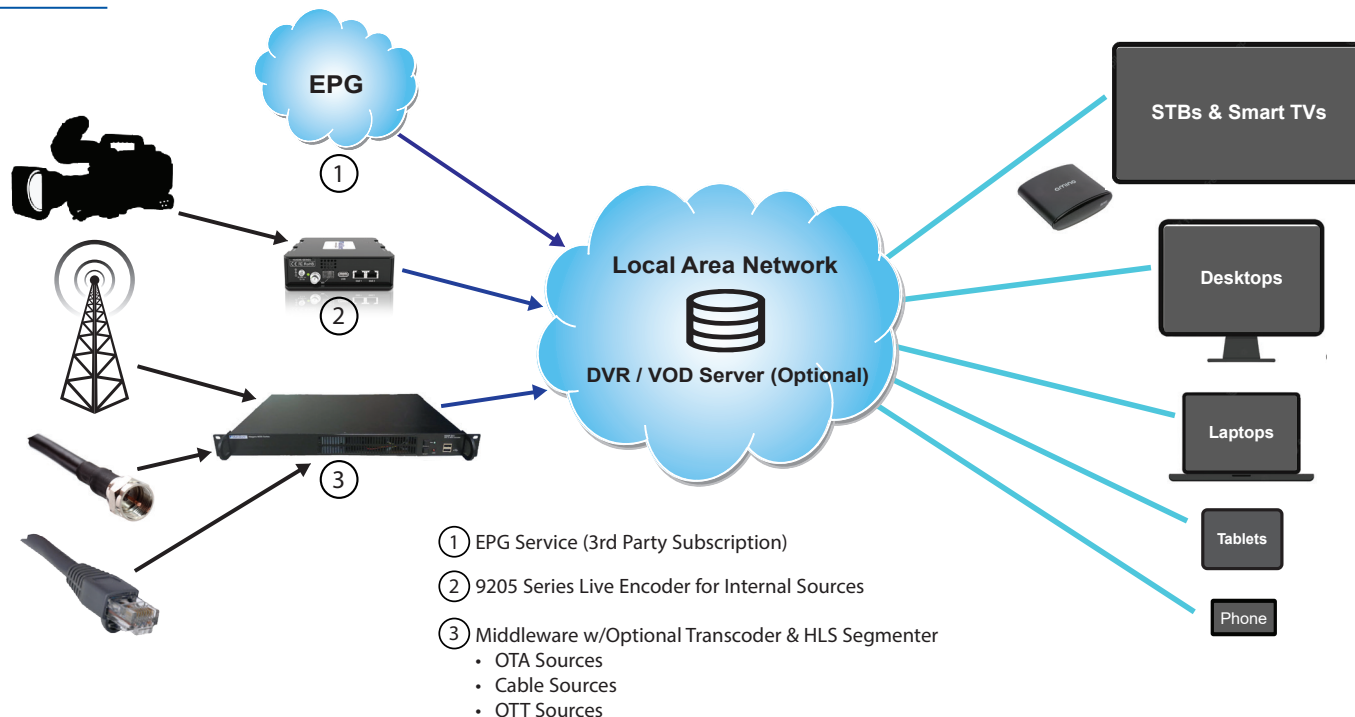 EPG
1
STBs & Smart TVs
amino
2
Local Area Network
DVR / VOD Server (Optional)
Desktops
3
Laptops
Tablets
Phone
1 EPG Service (3rd Party Subscription)
2 9205 Series Live Encoder for Internal Sources
3 Middleware w/Optional Transcoder & HLS Segmenter
• OTA Sources
• Cable Sources
• OTT Sources